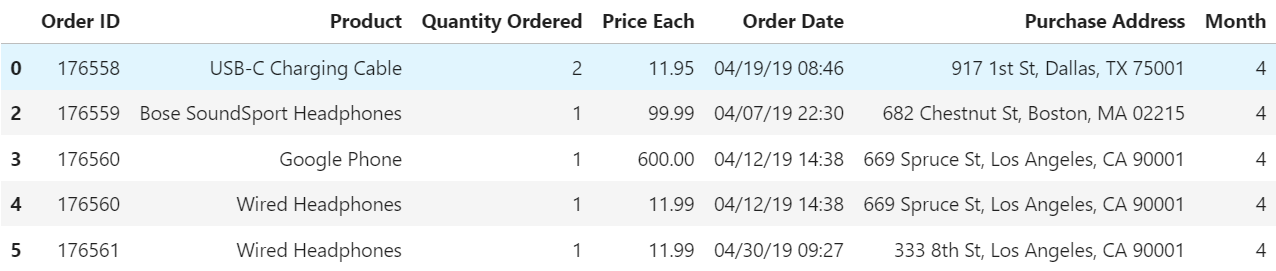 Order ID Product Quantity Ordered Price Each Order Date Purchase Address Month
0 176558 USB-C Charging Cable 2 11.95 04/19/19 08:46 917 1st St, Dallas, TX 75001 4
2 176559 Bose SoundSport Headphones 1 99.99 04/07/19 22:30 682 Chestnut St, Boston, MA 02215 4
3 176560 Google Phone 1 600.00 04/12/19 14:38 669 Spruce St, Los Angeles, CA 90001 4
4 176560 Wired Headphones 1 11.99 04/12/19 14:38 669 Spruce St, Los Angeles, CA 90001 4
5 176561 Wired Headphones 1 11.99 04/30/19 09:27 333 8th St, Los Angeles, CA 90001 4